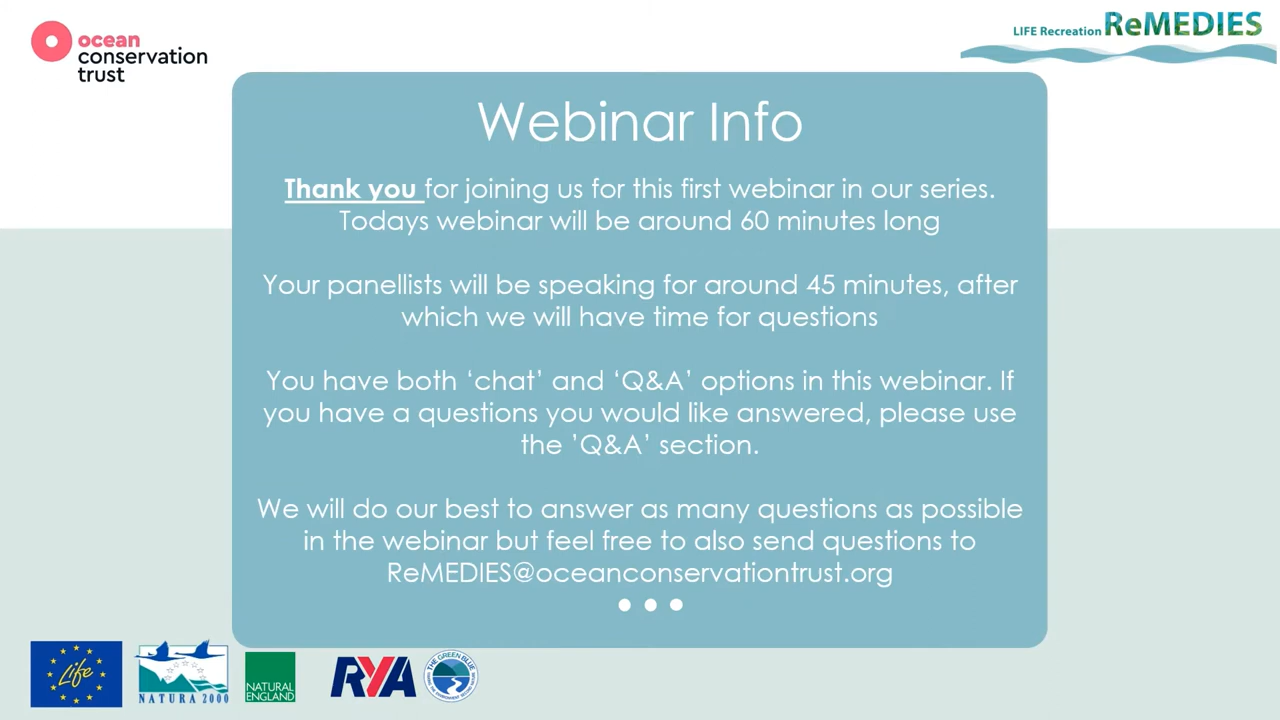 ocean
conservation
trust
LIFE Recreation ReMEDIES
Webinar Info
Thank you for joining us for this first webinar in our series.
Todays webinar will be around 60 minutes long
Your panellists will be speaking for around 45 minutes, after
which we will have time for questions
You have both ‘chat’ and ‘Q&A’ options in this webinar. If
you have a questions you would like answered, please use
the ’Q&A’ section.
We will do our best to answer as many questions as possible
in the webinar but feel free to also send questions to
ReMEDIES@oceanconservationtrust.org
Life
NATURA 2000
NATURAL
ENGLAND
RYA
THE GREEN BLUE